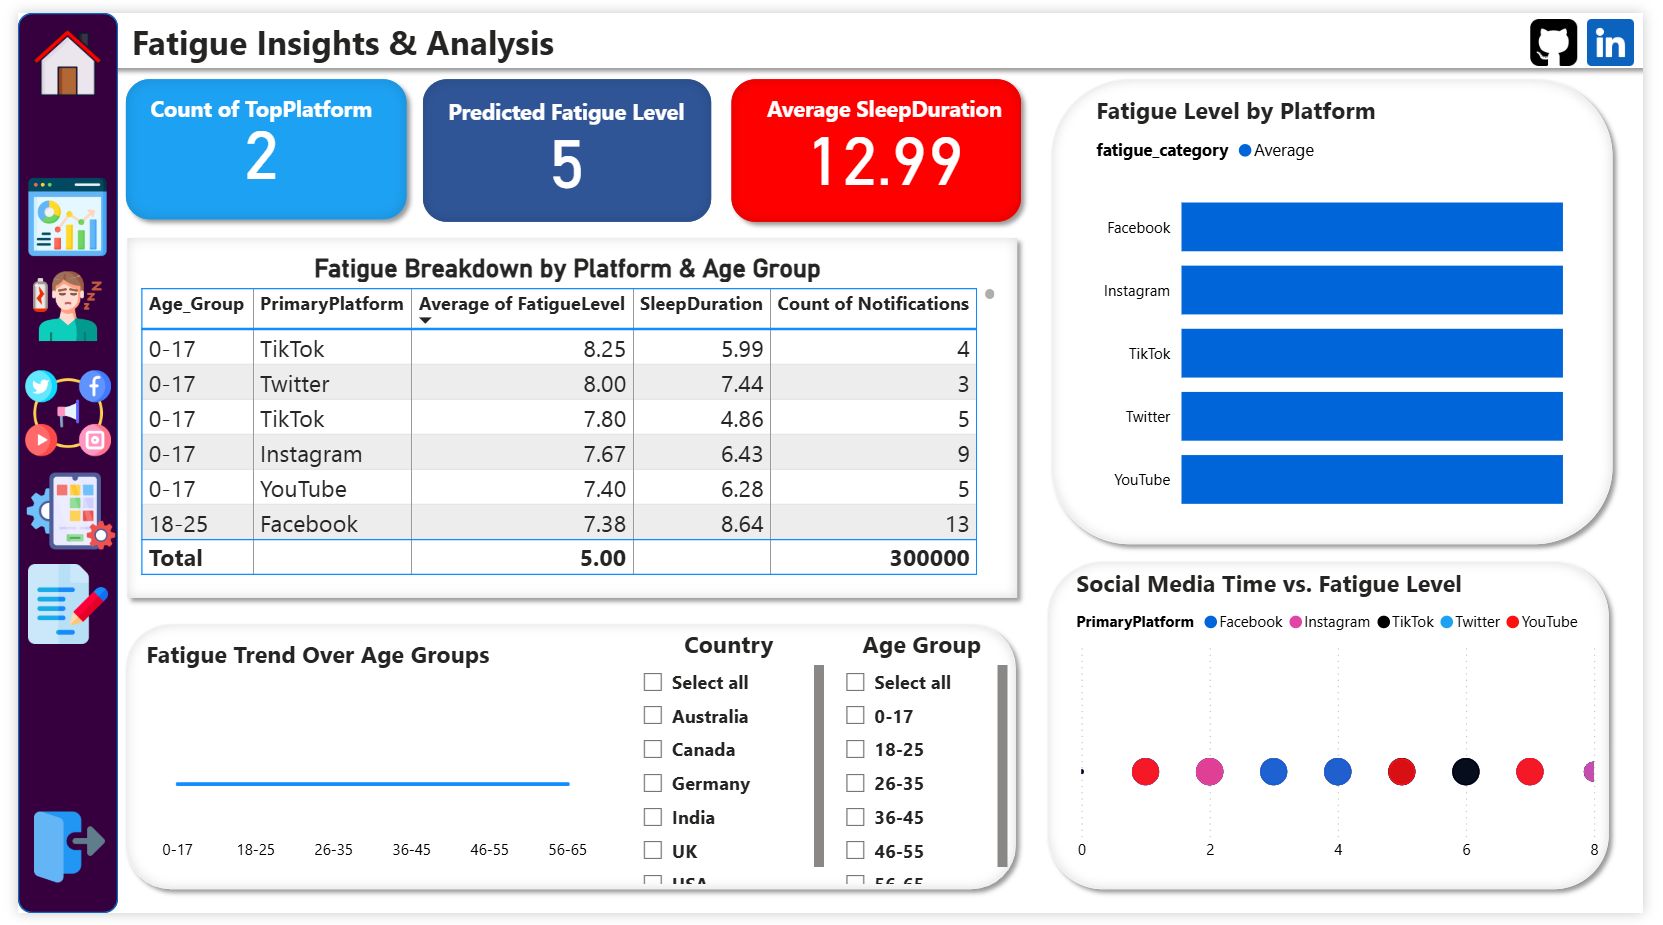 Fatigue Insights & Analysis
in
Count of TopPlatform
2
Predicted Fatigue Level
5
Average SleepDuration
12.99
Fatigue Breakdown by Platform & Age Group
Age_Group PrimaryPlatform Average of FatigueLevel SleepDuration Count of Notifications
0-17 TikTok 8.25 5.99 4
0-17 Twitter 8.00 7.44 3
0-17 TikTok 7.80 4.86 5
0-17 Instagram 7.67 6.43 9
0-17 YouTube 7.40 6.28 5
18-25 Facebook 7.38 8.64 13
Total 5.00 300000
Fatigue Level by Platform
fatigue_category Average
Facebook
Instagram
TikTok
Twitter
YouTube
Fatigue Trend Over Age Groups
0-17 18-25 26-35 36-45 46-55 56-65
Country
Select all
Australia
Canada
Germany
India
UK
USA
Age Group
Select all
0-17
18-25
26-35
36-45
46-55
56-65
Social Media Time vs. Fatigue Level
PrimaryPlatform Facebook Instagram TikTok Twitter YouTube
0 2 4 6 8